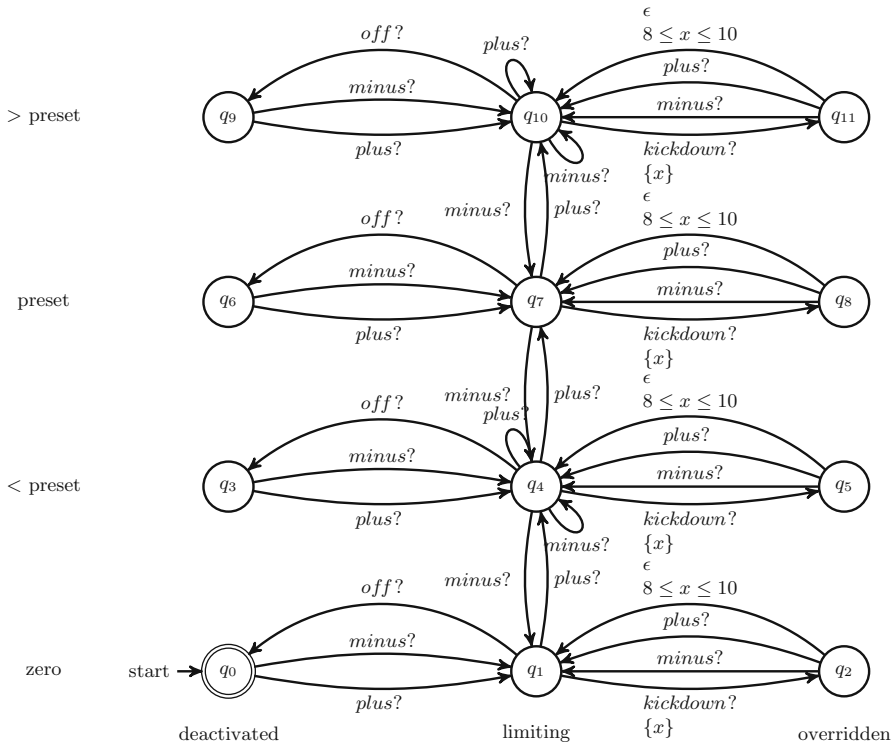 ϵ
8 ≤ x ≤ 10
off?
plus?
plus?
minus?
minus?
> preset
q9
q10
q11
plus?
kickdown?
minus?
{x}
ϵ
minus?
plus?
8 ≤ x ≤ 10
off?
plus?
minus?
minus?
preset
q6
q7
q8
plus?
kickdown?
{x}
ϵ
minus?
plus?
8 ≤ x ≤ 10
off?
plus?
plus?
minus?
minus?
< preset
q3
q4
q5
plus?
kickdown?
minus?
{x}
ϵ
minus?
plus?
8 ≤ x ≤ 10
off?
plus?
minus?
minus?
zero
start
q0
q1
q2
plus?
kickdown?
{x}
deactivated
limiting
overridden